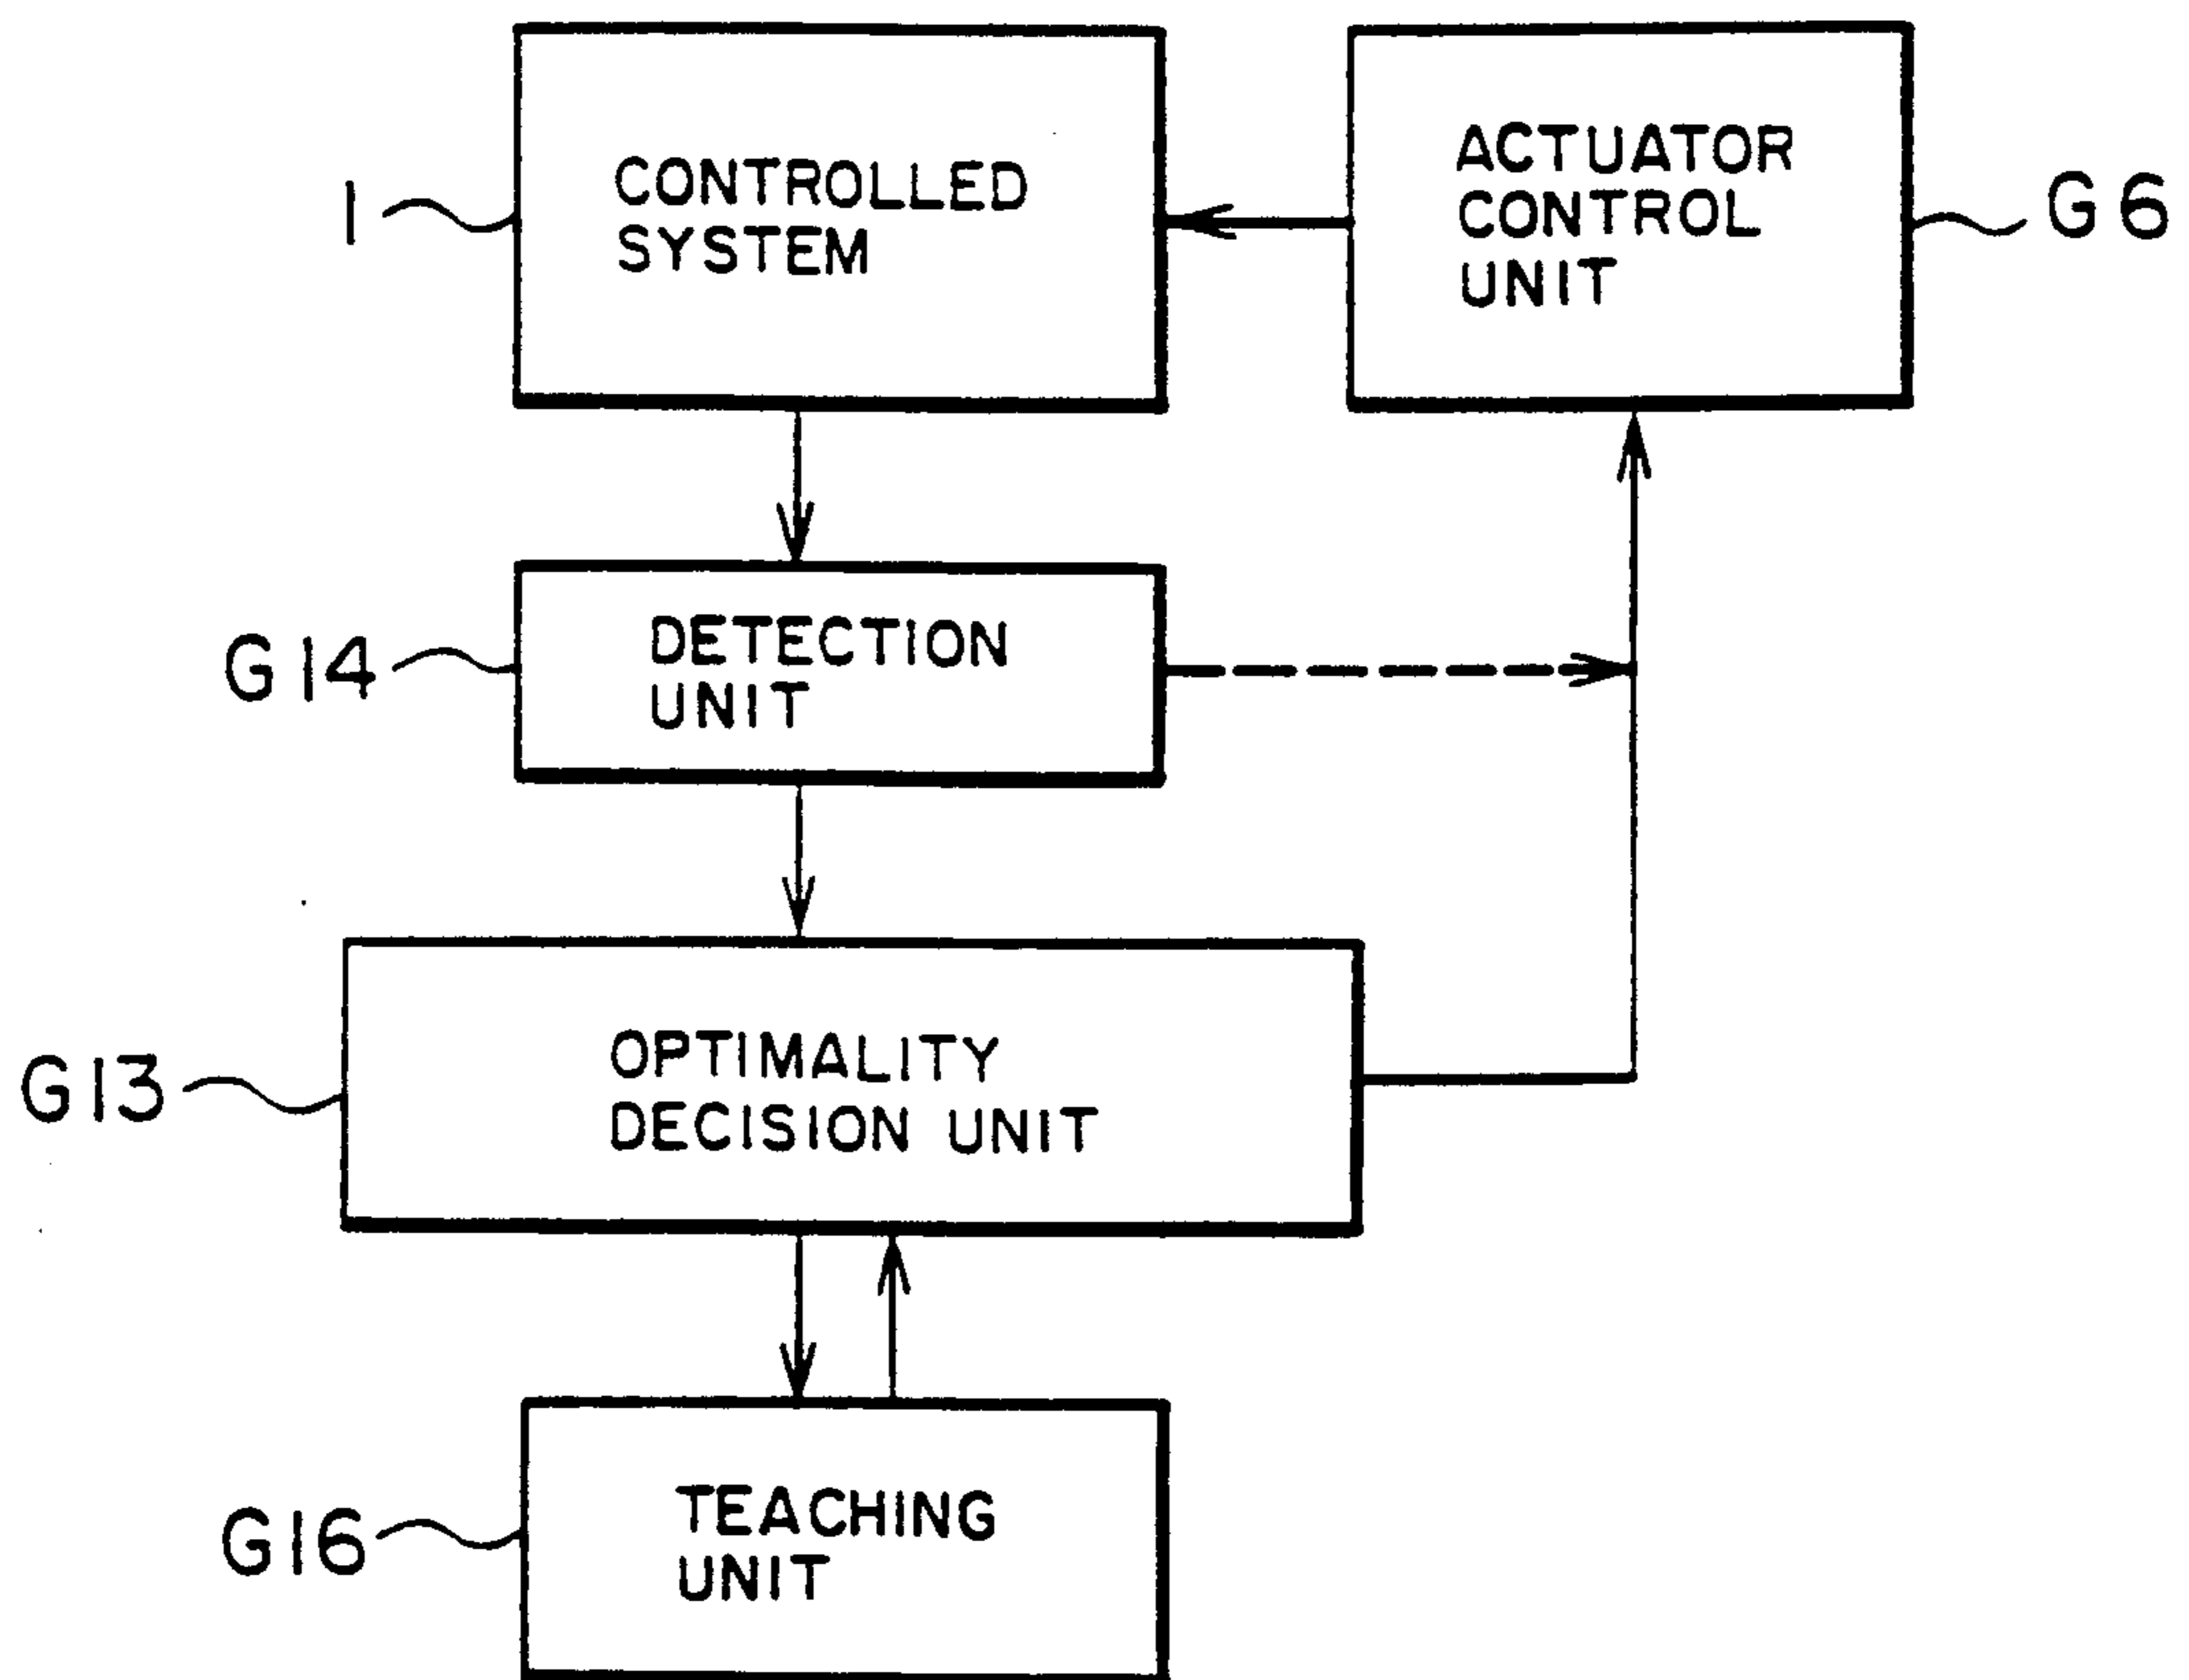 1
CONTROLLED
SYSTEM
ACTUATOR
CONTROL
UNIT
G6
G14
DETECTION
UNIT
G13
OPTIMALITY
DECISION UNIT
G16
TEACHING
UNIT